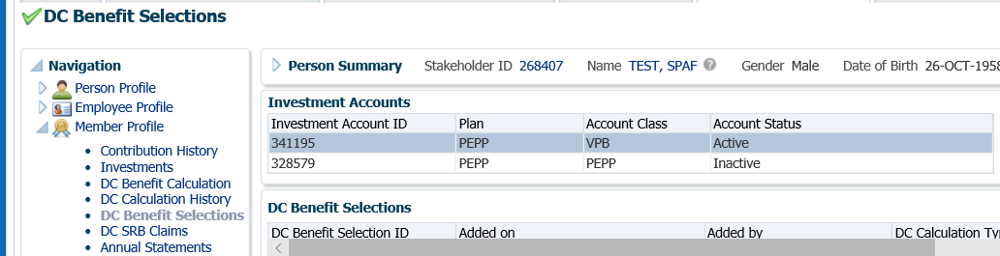 DC Benefit Selections
Navigation
Person Profile
Employee Profile
Member Profile
Contribution History
Investments
DC Benefit Calculation
DC Calculation History
DC Benefit Selections
DC SRB Claims
Annual Statements
Person Summary Stakeholder ID 268407 Name TEST, SPAF Gender Male Date of Birth 26-OCT-1958
Investment Accounts
Investment Account ID Plan Account Class Account Status
341195 PEPP VPB Active
328579 PEPP PEPP Inactive
DC Benefit Selections
DC Benefit Selection ID Added on Added by DC Calculation Ty